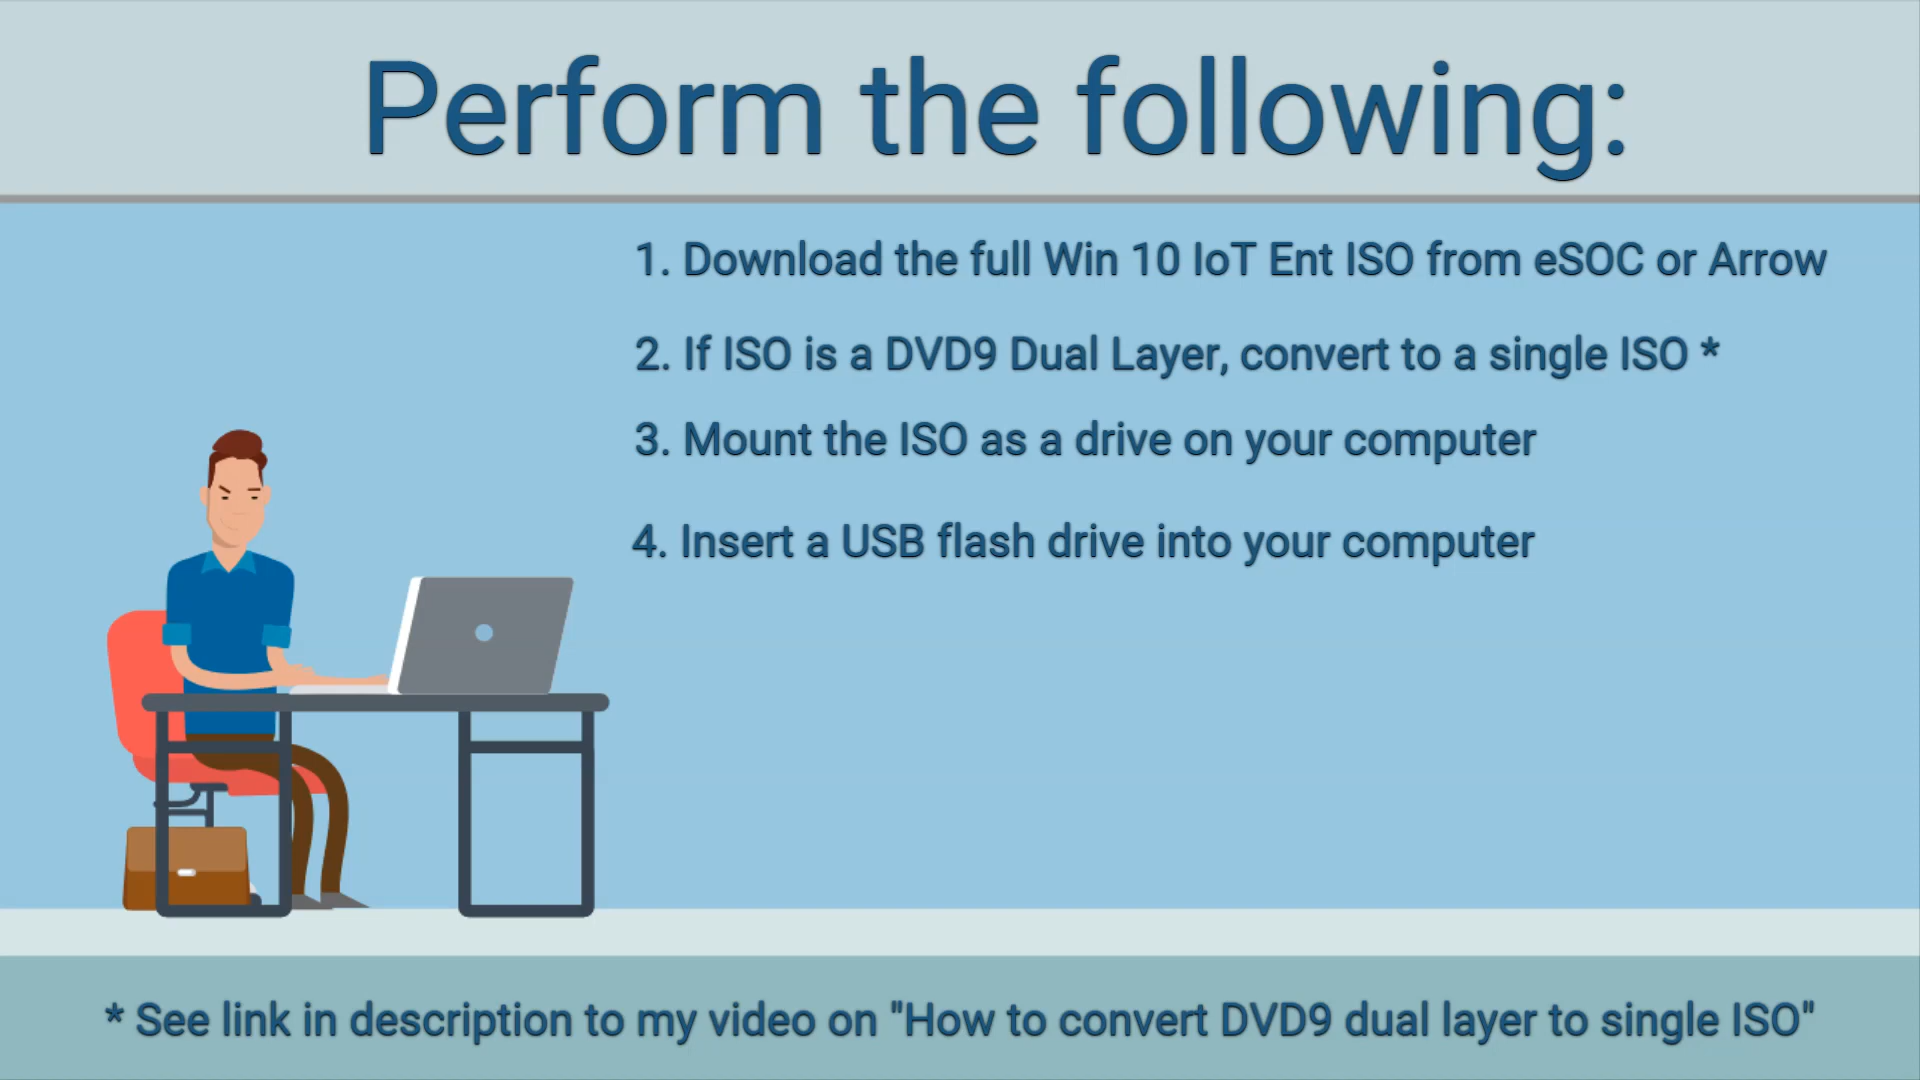 Perform the following:
1. Download the full Win 10 IoT Ent ISO from eSOC or Arrow
2. If ISO is a DVD9 Dual Layer, convert to a single ISO *
3. Mount the ISO as a drive on your computer
4. Insert a USB flash drive into your computer
* See link in description to my video on "How to convert DVD9 dual layer to single ISO"